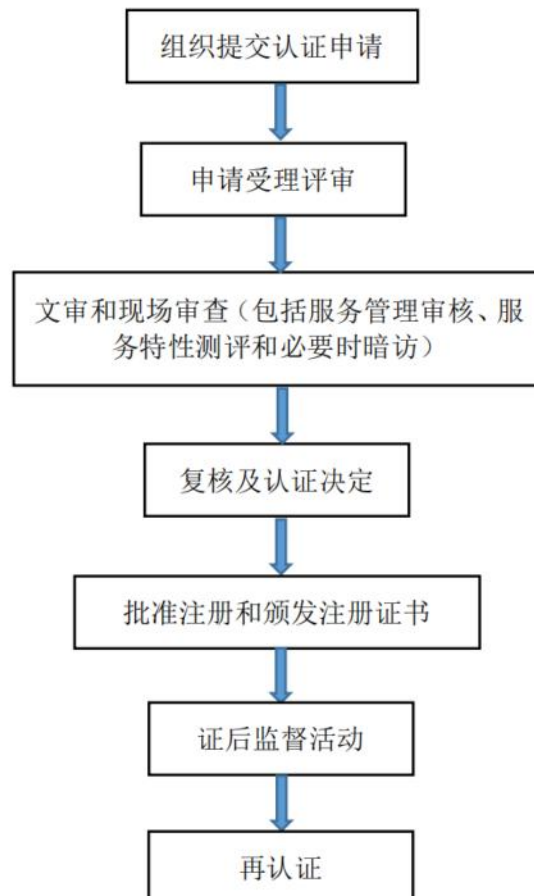 组织提交认证申请
申请受理评审
文审和现场审查（包括服务管理审核、服
务特性测评和必要时暗访）
复核及认证决定
批准注册和颁发注册证书
证后监督活动
再认证